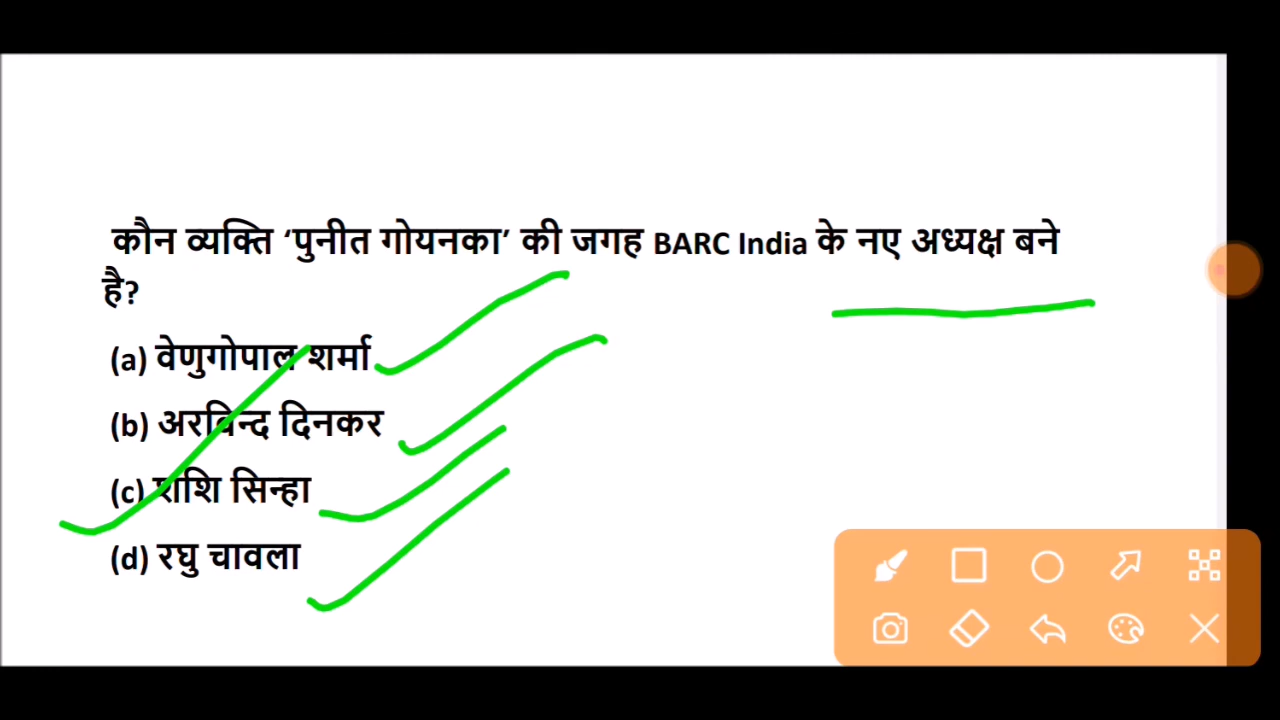 कौन व्यक्ति ‘पुनीत गोयनका’ की जगह BARC India के नए अध्यक्ष बने
है?
(a) वेणुगोपाल शर्मा
(b) अरविन्द दिनकर
(c) शशि सिन्हा
(d) रघु चावला